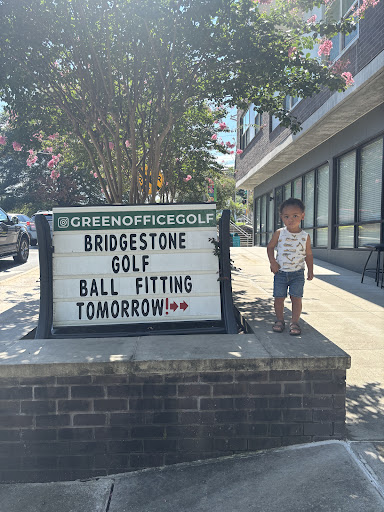 @GREENOFFICEGOLF
BRIDGESTONE
GOLF
BALL FITTING
TOMORROW!→→